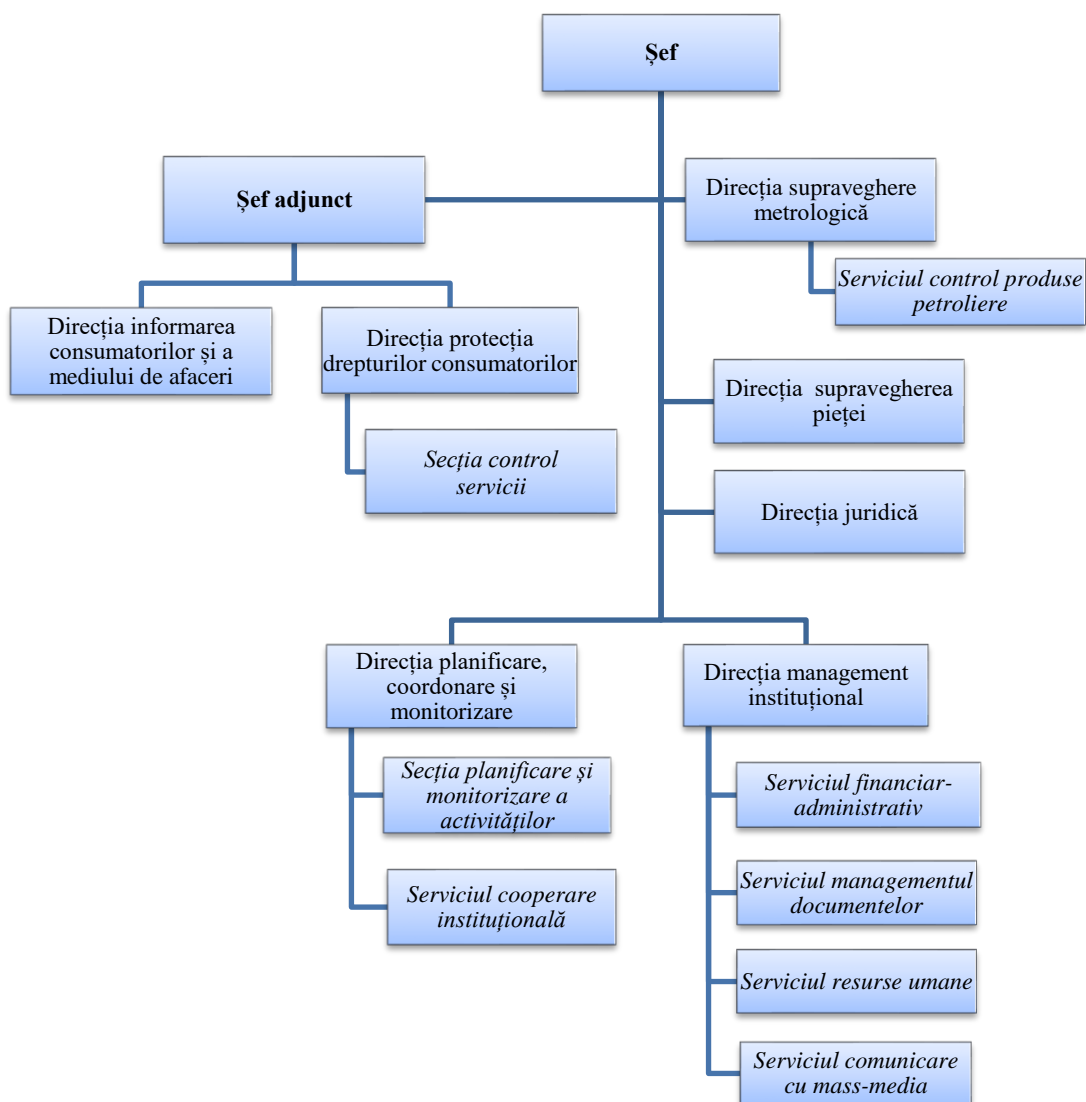 Șef
Șef adjunct
Direcția supraveghere
metrologică
Serviciul control produse
petroliere
Direcția informarea
consumatorilor și a
mediului de afaceri
Direcția protecția
drepturilor consumatorilor
Secția control
servicii
Direcția supravegherea
pieței
Direcția juridică
Direcția planificare,
coordonare și
monitorizare
Secția planificare și
monitorizare a
activităților
Serviciul cooperare
instituțională
Direcția management
instituțional
Serviciul financiar-
administrativ
Serviciul managementul
documentelor
Serviciul resurse umane
Serviciul comunicare
cu mass-media